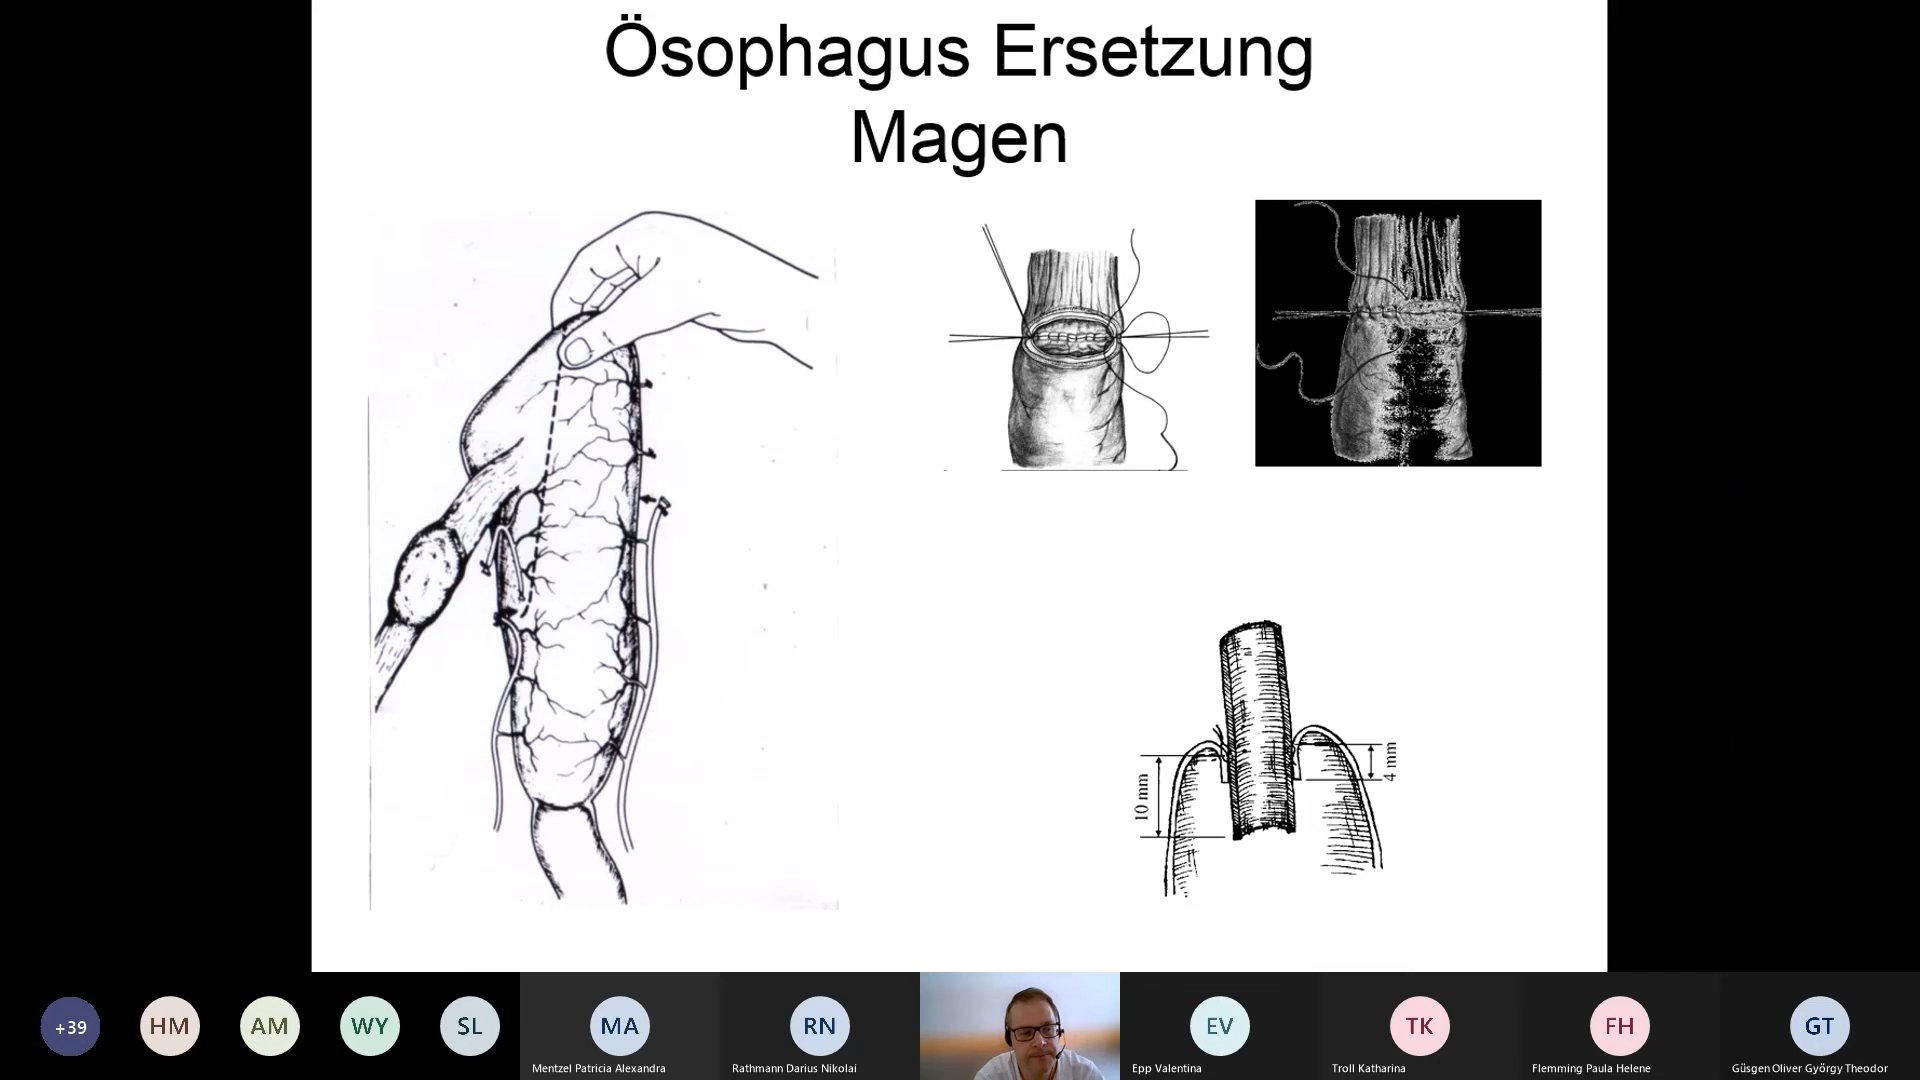 Ösophagus Ersetzung
Magen
10 mm
4 mm
+39
HM
AM
WY
SL
MA
RN
EV
TK
FH
GT
Mentzel Patricia Alexandra
Rathmann Darius Nikolai
Epp Valentina
Troll Katharina
Flemming Paula Helene
Güsgen Oliver György Theodor